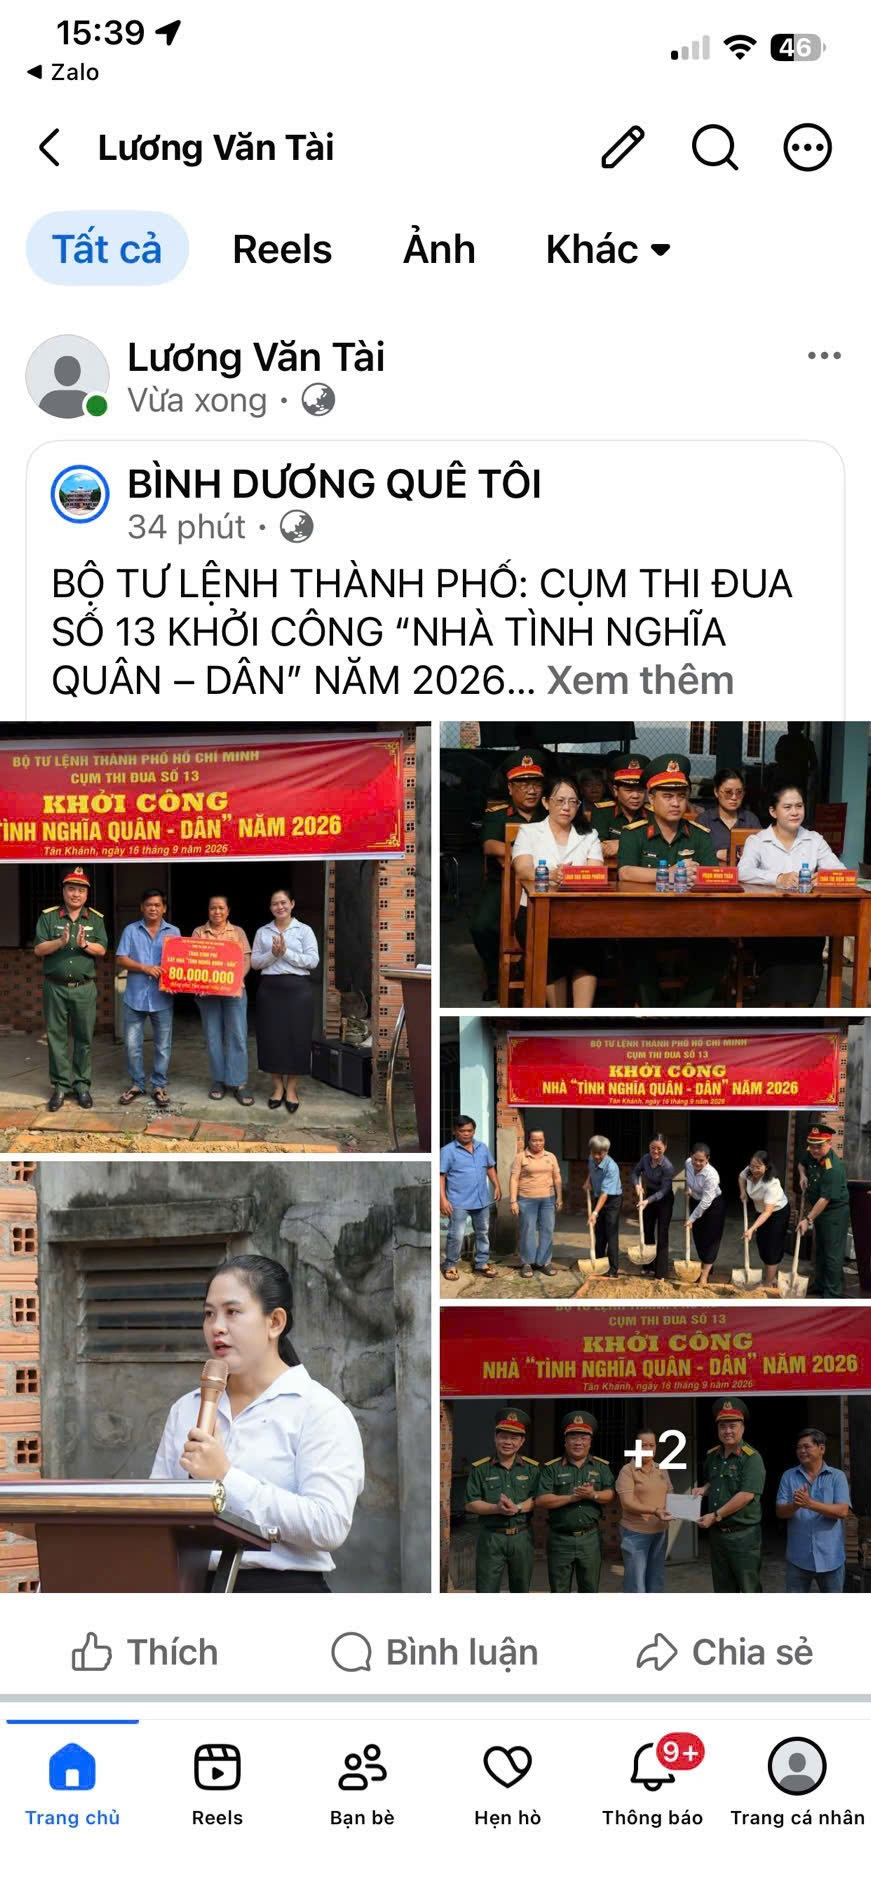 15:39
46
◀ Zalo
Lương Văn Tài
Tất cả
Reels
Ảnh
Khác
Lương Văn Tài
Vừa xong ·
BÌNH DƯƠNG QUÊ TÔI
34 phút ·
BỘ TƯ LỆNH THÀNH PHỐ: CỤM THI ĐUA
SỐ 13 KHỞI CÔNG “NHÀ TÌNH NGHĨA
QUÂN – DÂN” NĂM 2026... Xem thêm
BỘ TƯ LỆNH THÀNH PHỐ HỒ CHÍ MINH
CỤM THI ĐUA SỐ 13
KHỞI CÔNG
TÌNH NGHĨA QUÂN - DÂN” NĂM 2026
Tân Khánh, ngày 16 tháng 9 năm 2026
80.000.000
BỘ TƯ LỆNH THÀNH PHỐ HỒ CHÍ MINH
CỤM THI ĐUA SỐ 13
KHỞI CÔNG
NHÀ “TÌNH NGHĨA QUÂN - DÂN” NĂM 2026
Tân Khánh, ngày 16 tháng 9 năm 2026
CỤM THI ĐUA SỐ 13
KHỞI CÔNG
NHÀ “TÌNH NGHĨA QUÂN - DÂN” NĂM 2026
Tân Khánh, ngày 16 tháng 9 năm 2026
+2
Thích
Bình luận
Chia sẻ
9+
Trang chủ
Reels
Bạn bè
Hẹn hò
Thông báo
Trang cá nhân